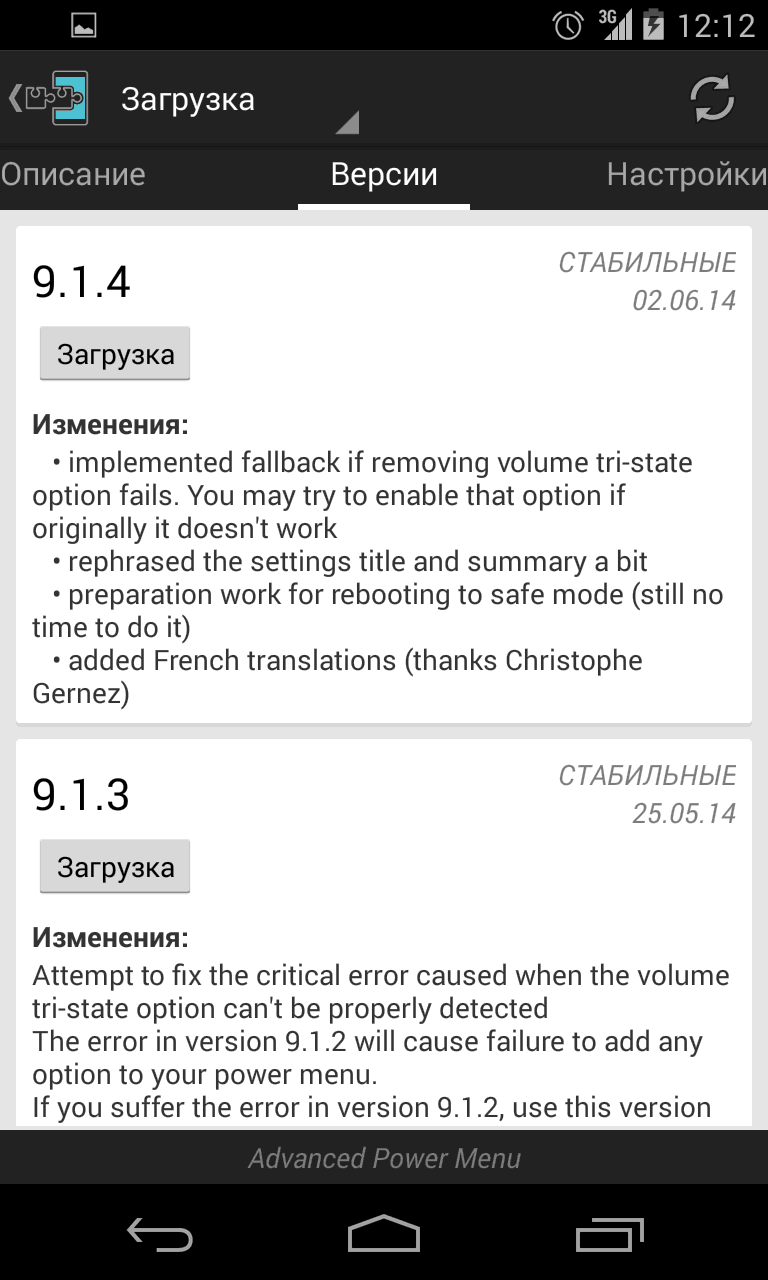 3G 12:12
Загрузка
Описание Версии Настройки
9.1.4
СТАБИЛЬНЫЕ
02.06.14
Загрузка
Изменения:
• implemented fallback if removing volume tri-state
option fails. You may try to enable that option if
originally it doesn't work
• rephrased the settings title and summary a bit
• preparation work for rebooting to safe mode (still no
time to do it)
• added French translations (thanks Christophe
Gernez)
9.1.3
СТАБИЛЬНЫЕ
25.05.14
Загрузка
Изменения:
Attempt to fix the critical error caused when the volume
tri-state option can't be properly detected
The error in version 9.1.2 will cause failure to add any
option to your power menu.
If you suffer the error in version 9.1.2, use this version
Advanced Power Menu